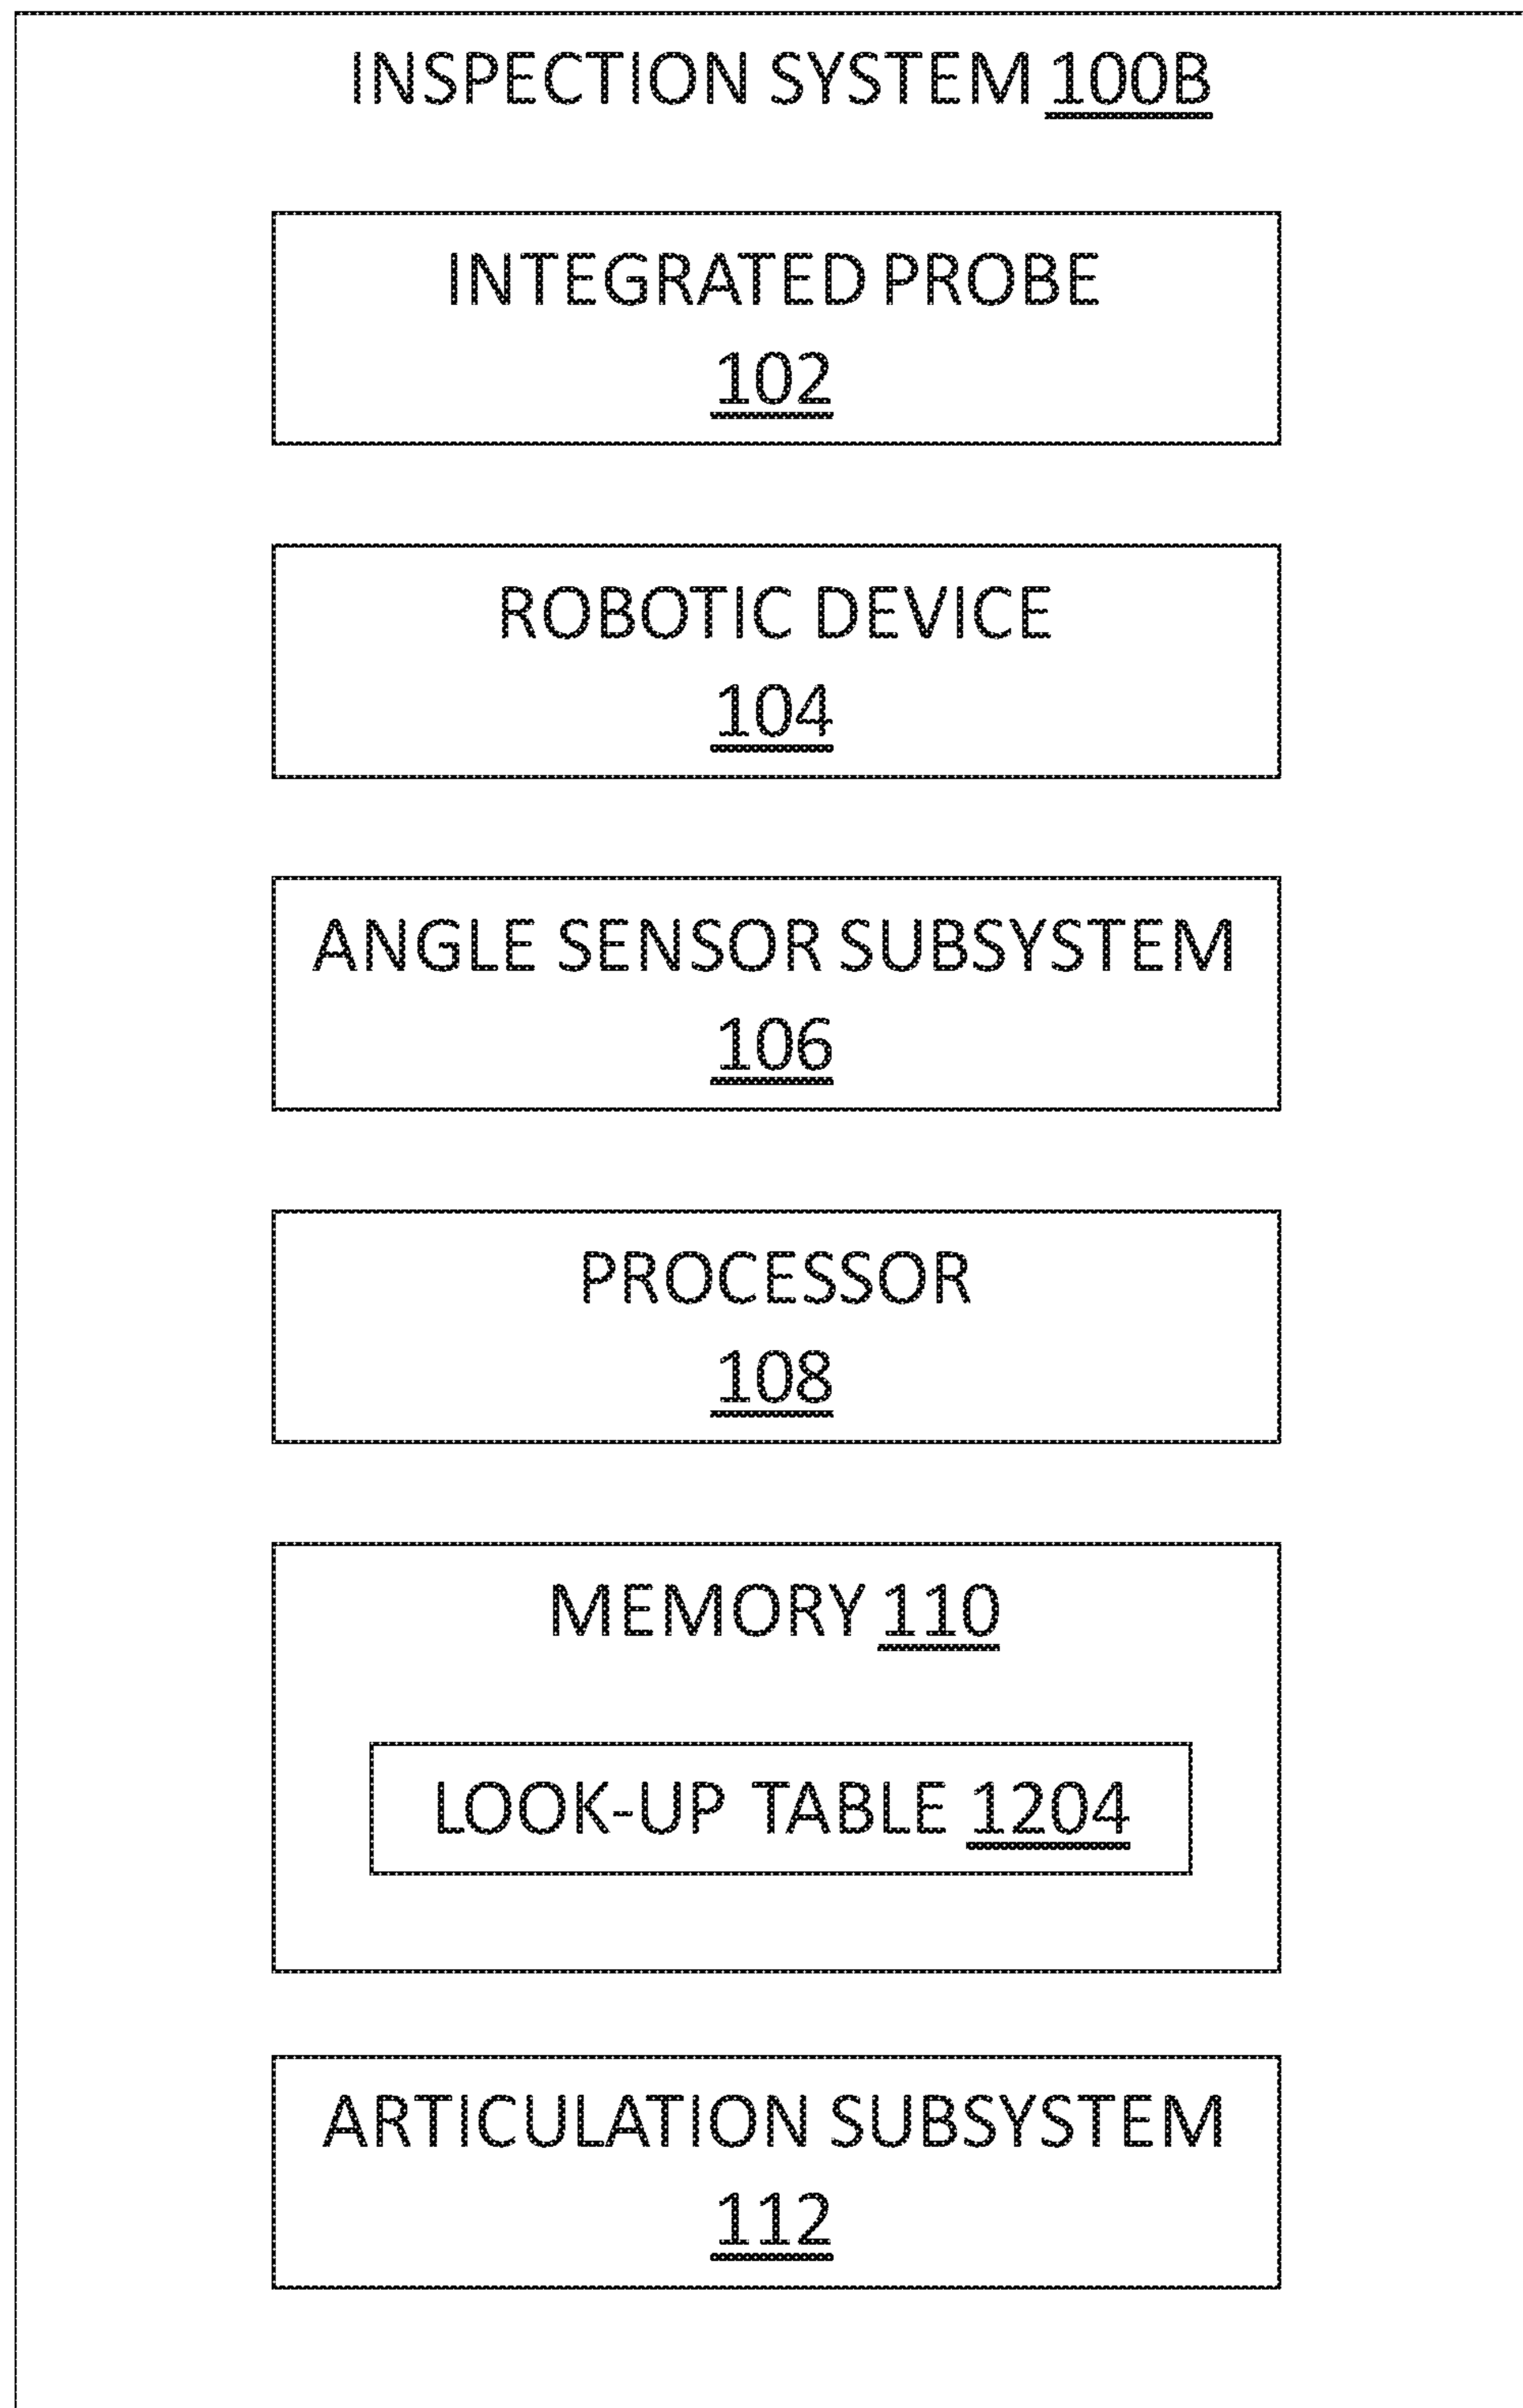 INSPECTION SYSTEM 100B
INTEGRATED PROBE
102
ROBOTIC DEVICE
104
ANGLE SENSOR SUBSYSTEM
106
PROCESSOR
108
MEMORY 110
LOOK-UP TABLE 1204
ARTICULATION SUBSYSTEM
112